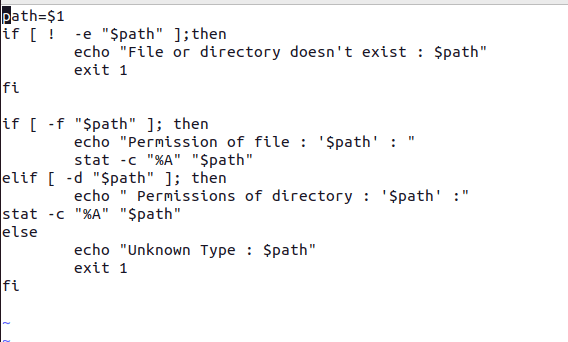 path=$1
if [ !  -e "$path" ];then
        echo "File or directory doesn't exist : $path"
        exit 1
fi

if [ -f "$path" ]; then
        echo "Permission of file : '$path' : "
        stat -c "%A" "$path"
elif [ -d "$path" ]; then
        echo " Permissions of directory : '$path' :"
stat -c "%A" "$path"
else
        echo "Unknown Type : $path"
        exit 1
fi

~
~